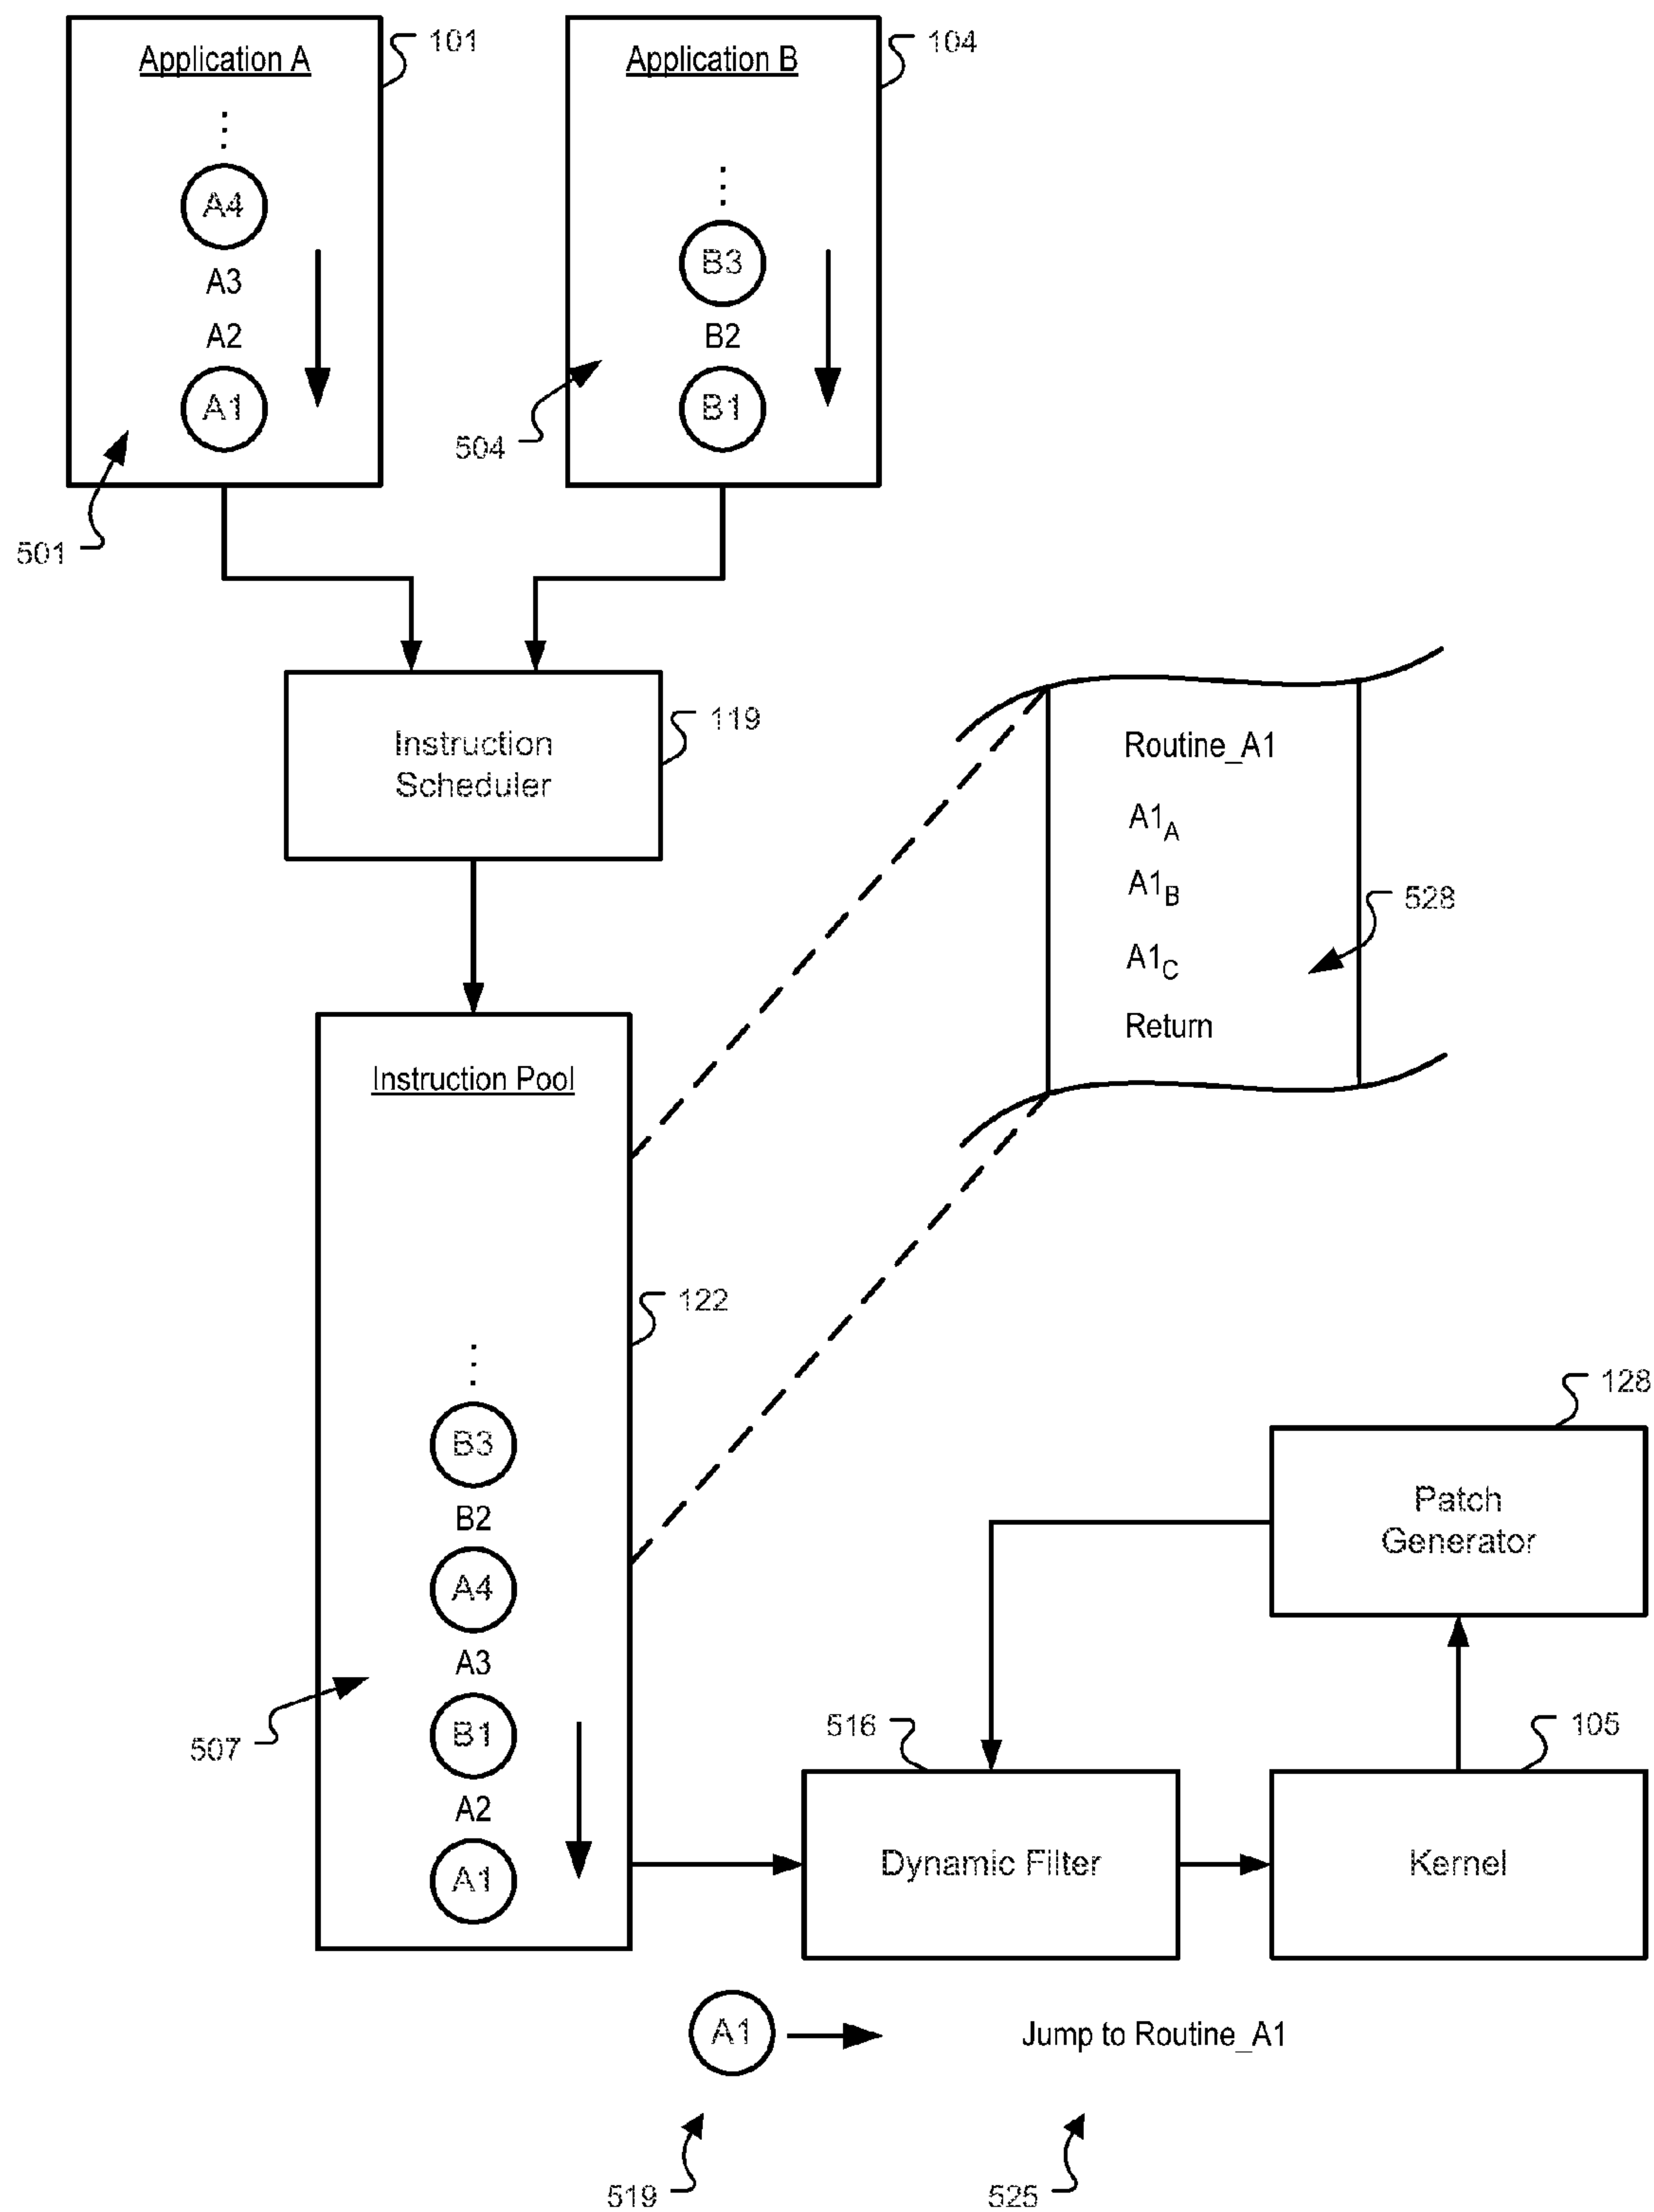 Application A
101
Application B
104
⋮
A4
A3
A2
A1
501
⋮
B3
B2
B1
504
Instruction
Scheduler
119
Routine_A1
A1A
A1B
A1C
Return
528
Instruction Pool
122
⋮
B3
B2
A4
A3
B1
A2
A1
507
Patch
Generator
128
Dynamic Filter
516
Kernel
105
A1
Jump to Routine_A1
519
525